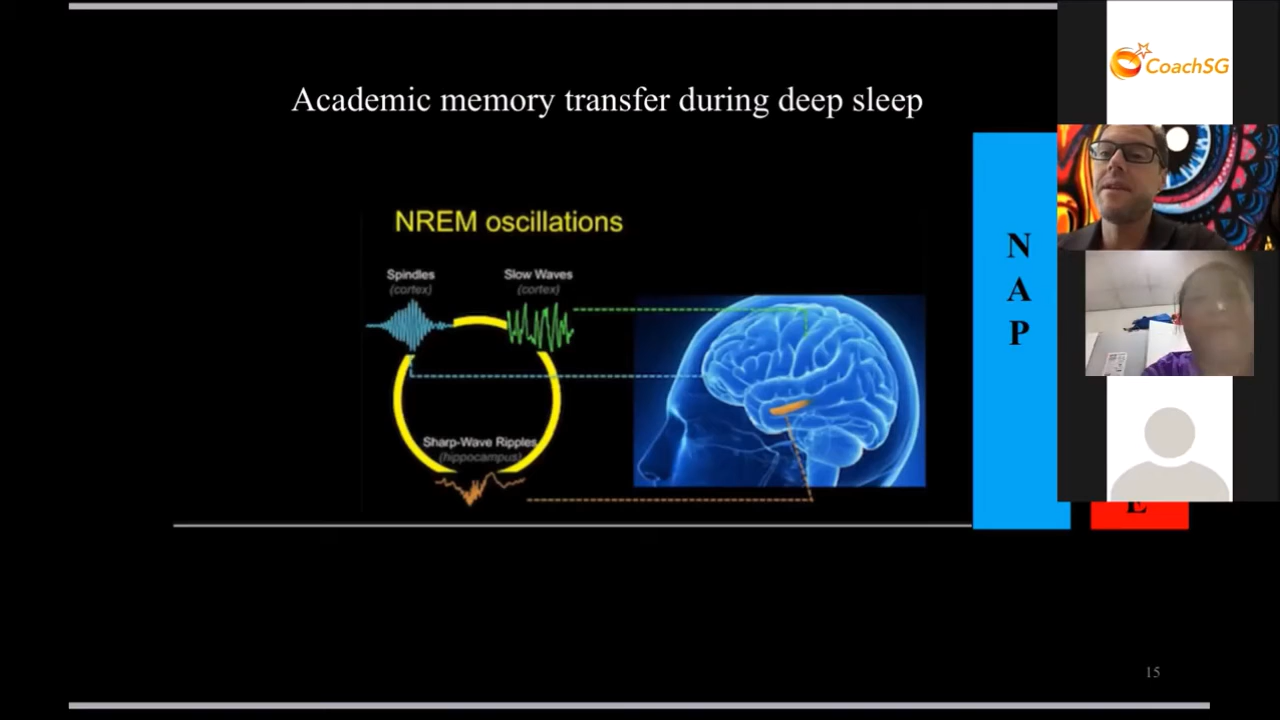 Academic memory transfer during deep sleep
NREM oscillations
Spindles
(cortex)
Slow Waves
(cortex)
Sharp-Wave Ripples
(hippocampus)
N
A
P
E
CoachSG
15